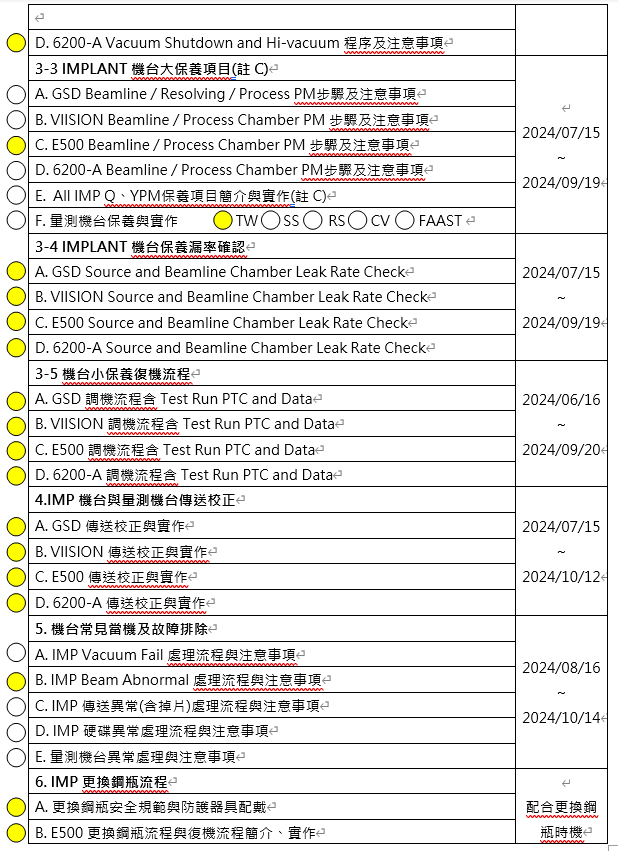 D. 6200-A Vacuum Shutdown and Hi-vacuum 程序及注意事項
3-3 IMPLANT 機台大保養項目(註 C)
A. GSD Beamline / Resolving / Process PM步驟及注意事項
B. VIISION Beamline / Process Chamber PM 步驟及注意事項
C. E500 Beamline / Process Chamber PM 步驟及注意事項
D. 6200-A Beamline / Process Chamber PM步驟及注意事項
E. All IMP Q、YPM保養項目簡介與實作(註 C)
F. 量測機台保養與實作 TW SS RS CV FAAST
2024/07/15
~
2024/09/19
3-4 IMPLANT 機台保養漏率確認
A. GSD Source and Beamline Chamber Leak Rate Check
B. VIISION Source and Beamline Chamber Leak Rate Check
C. E500 Source and Beamline Chamber Leak Rate Check
D. 6200-A Source and Beamline Chamber Leak Rate Check
2024/07/15
~
2024/09/19
3-5 機台小保養復機流程
A. GSD 調機流程含 Test Run PTC and Data
B. VIISION 調機流程含 Test Run PTC and Data
C. E500 調機流程含 Test Run PTC and Data
D. 6200-A 調機流程含 Test Run PTC and Data
2024/06/16
~
2024/09/20
4.IMP 機台與量測機台傳送校正
A. GSD 傳送校正與實作
B. VIISION 傳送校正與實作
C. E500 傳送校正與實作
D. 6200-A 傳送校正與實作
2024/07/15
~
2024/10/12
5. 機台常見當機及故障排除
A. IMP Vacuum Fail 處理流程與注意事項
B. IMP Beam Abnormal 處理流程與注意事項
C. IMP 傳送異常(含掉片)處理流程與注意事項
D. IMP 硬碟異常處理流程與注意事項
E. 量測機台異常處理與注意事項
2024/08/16
~
2024/10/14
6. IMP 更換鋼瓶流程
A. 更換鋼瓶安全規範與防護器具配戴
B. E500 更換鋼瓶流程與復機流程簡介、實作
配合更換鋼
瓶時機